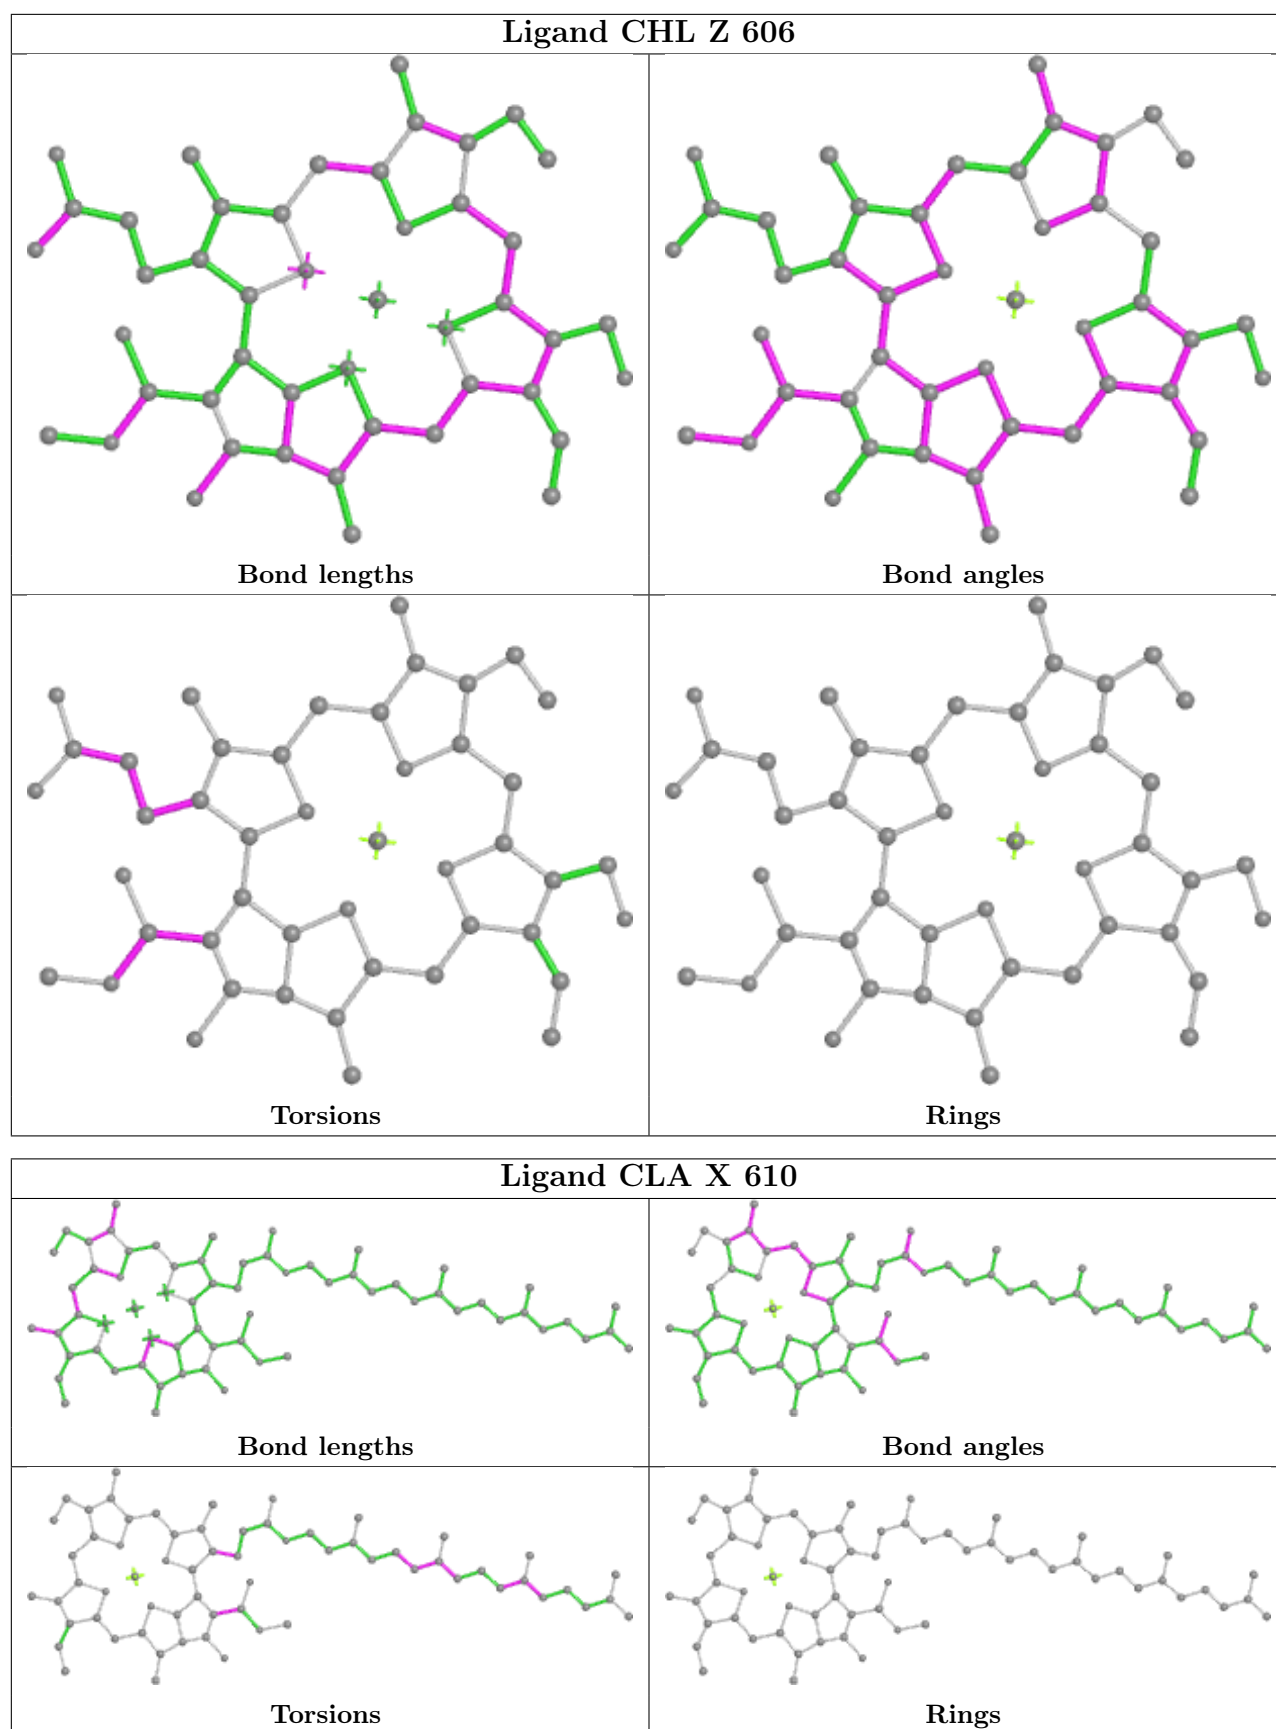 Ligand CHL Z 606
Bond lengths
Bond angles
Torsions
Rings
Ligand CLA X 610
Bond lengths
Bond angles
Torsions
Rings